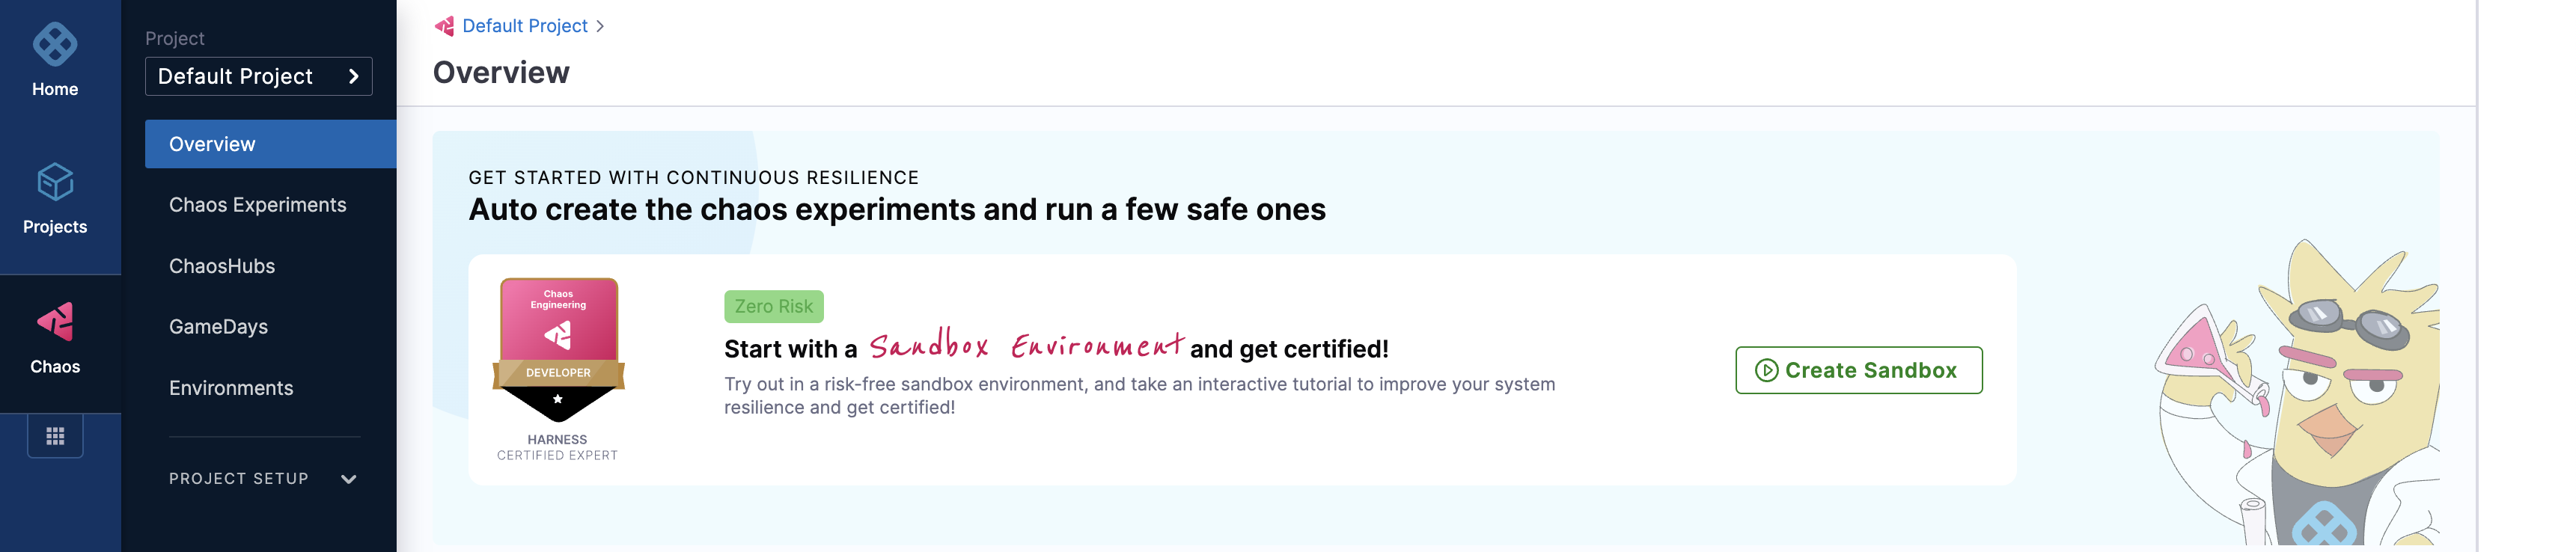 Home
Projects
Chaos
Project
Default Project
Overview
Chaos Experiments
ChaosHubs
GameDays
Environments
PROJECT SETUP
Default Project
Overview
GET STARTED WITH CONTINUOUS RESILIENCE
Auto create the chaos experiments and run a few safe ones
Chaos
Engineering
DEVELOPER
HARNESS
CERTIFIED EXPERT
Zero Risk
Start with a Sandbox Environment and get certified!
Try out in a risk-free sandbox environment, and take an interactive tutorial to improve your system
resilience and get certified!
Create Sandbox